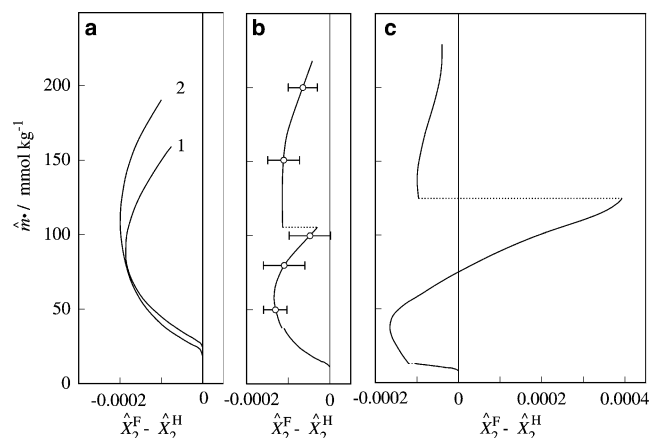 a
b
c
200
150
100
50
0
m̂• / mmol kg⁻¹
2
1
-0.0002
0
-0.0002
0
-0.0002
0
0.0002
0.0004
X̂₂ᶠ - X̂₂ᴴ
X̂₂ᶠ - X̂₂ᴴ
X̂₂ᶠ - X̂₂ᴴ